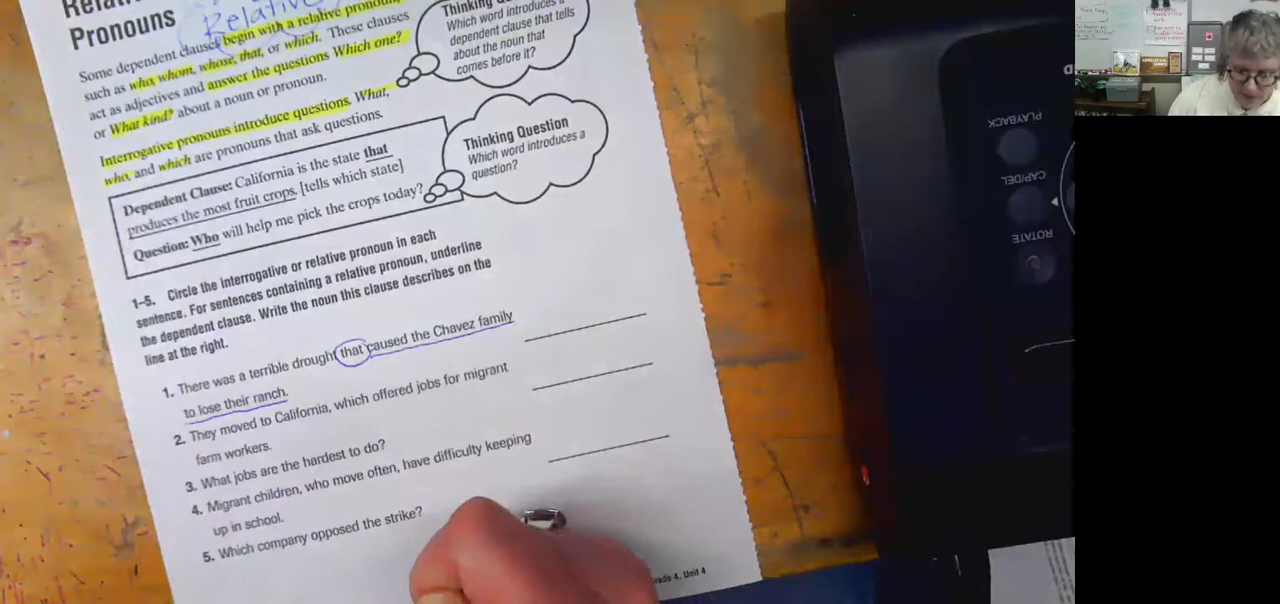 Pronouns
Relative
Some dependent clauses begin with a relative pronoun,
such as who, whom, whose, that, or which. These clauses
act as adjectives and answer the questions Which one?
or What kind? about a noun or pronoun.
Interrogative pronouns introduce questions. What,
who, and which are pronouns that ask questions.
Thinking
Which word introduces a
dependent clause that tells
about the noun that
comes before it?
Thinking Question
Which word introduces a
question?
Dependent Clause: California is the state that
produces the most fruit crops. [tells which state]
Question: Who will help me pick the crops today?
1–5. Circle the interrogative or relative pronoun in each
sentence. For sentences containing a relative pronoun, underline
the dependent clause. Write the noun this clause describes on the
line at the right.
1. There was a terrible drought that caused the Chavez family
to lose their ranch.
2. They moved to California, which offered jobs for migrant
farm workers.
3. What jobs are the hardest to do?
4. Migrant children, who move often, have difficulty keeping
up in school.
5. Which company opposed the strike?
Grade 4, Unit 4
PLAYBACK
CAP/DEL
ROTATE